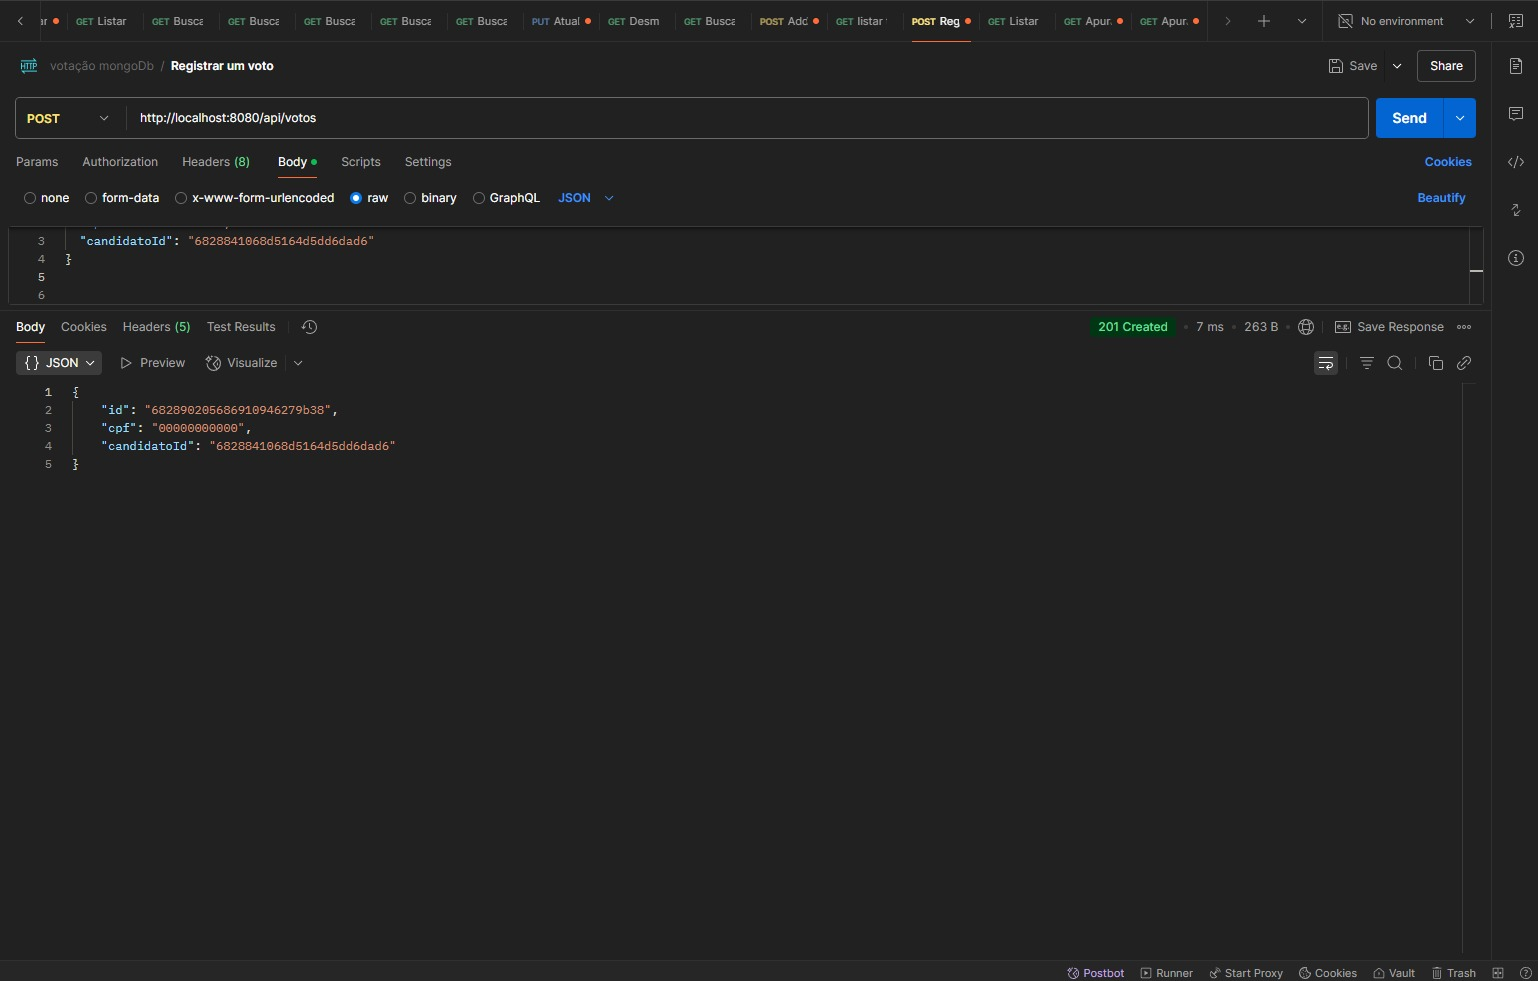 ar GET Listar GET Busca GET Busca GET Busca GET Busca GET Busca PUT Atual GET Desm GET Busca POST Add GET listar POST Reg GET Listar GET Apur. GET Apur. No environment
HTTP votação mongoDb / Registrar um voto Save Share
POST http://localhost:8080/api/votos Send
Params Authorization Headers (8) Body Scripts Settings Cookies
none form-data x-www-form-urlencoded raw binary GraphQL JSON Beautify
3 "candidatoId": "6828841068d5164d5dd6dad6"
4 }
5
6
Body Cookies Headers (5) Test Results 201 Created 7 ms 263 B e.g. Save Response
{} JSON Preview Visualize
1 {
2 "id": "682890205686910946279b38",
3 "cpf": "00000000000",
4 "candidatoId": "6828841068d5164d5dd6dad6"
5 }
Postbot Runner Start Proxy Cookies Vault Trash